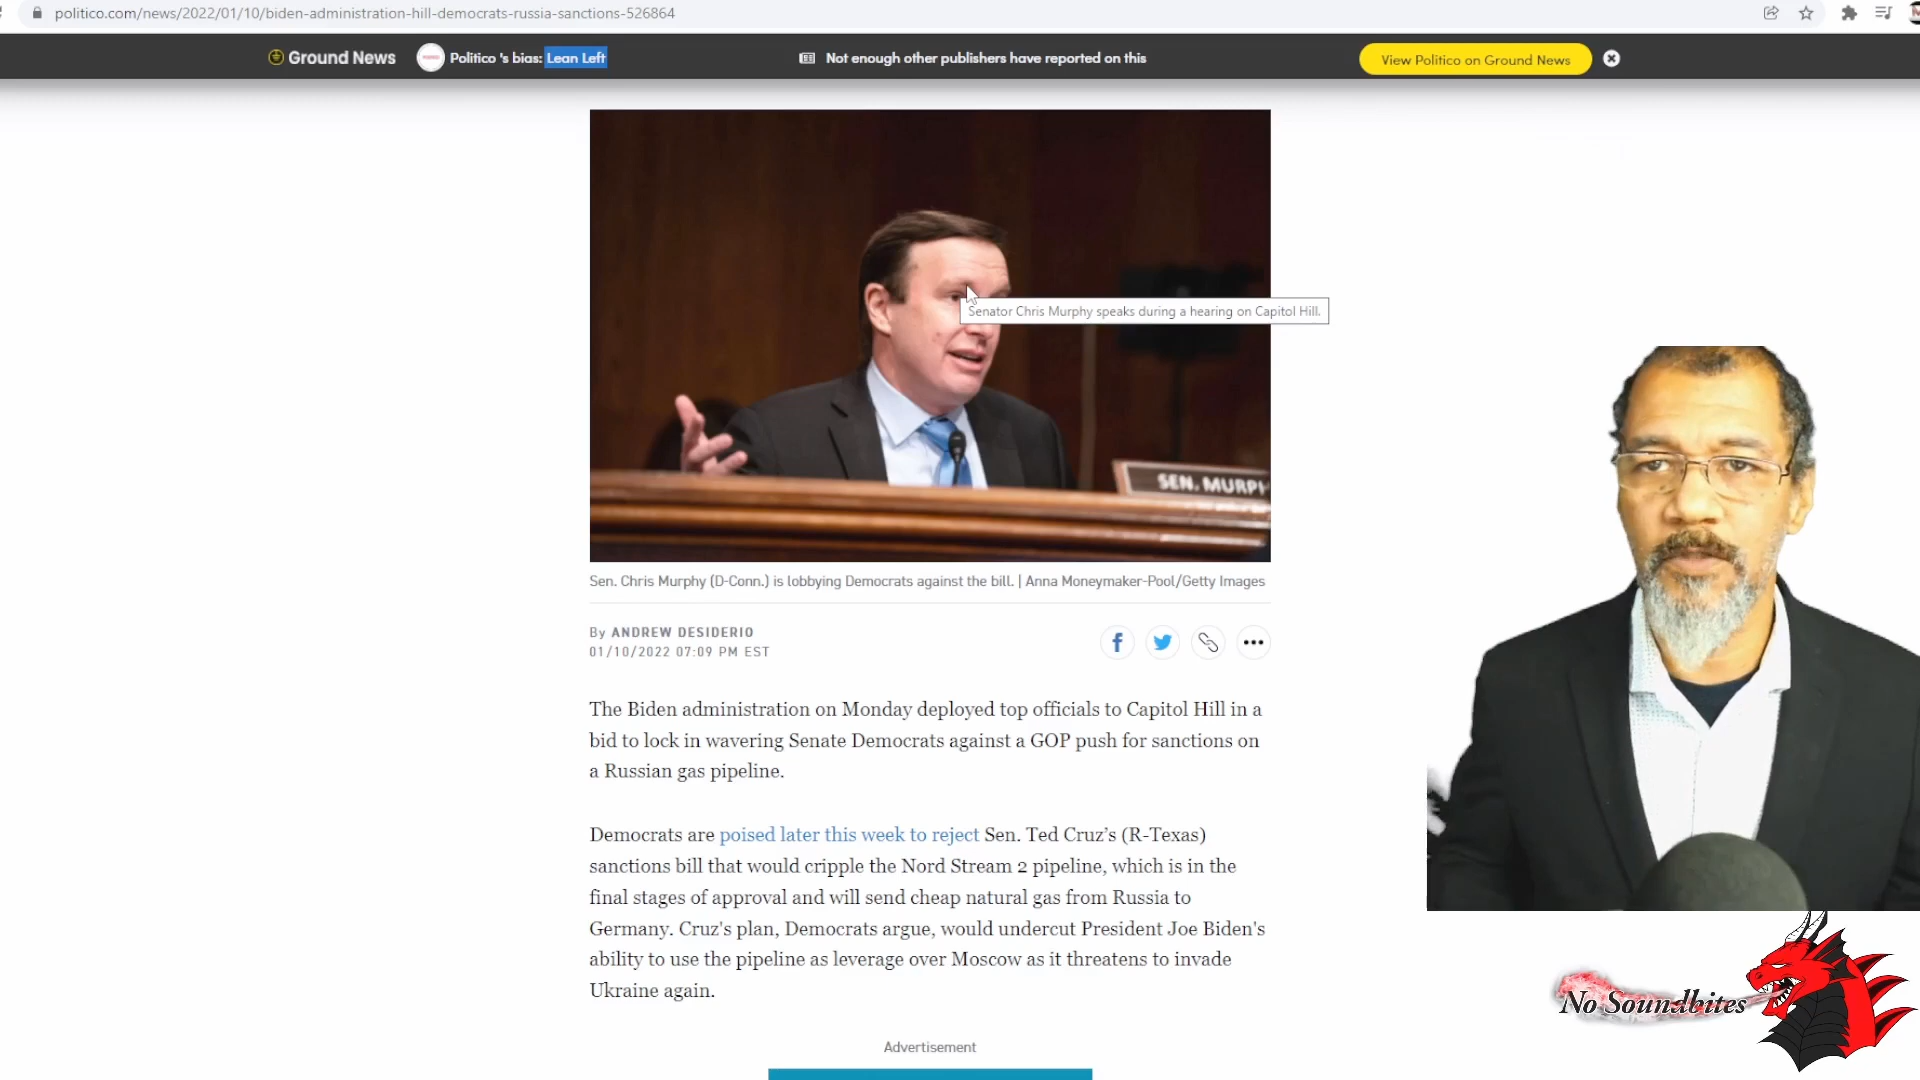 politico.com/news/2022/01/10/biden-administration-hill-democrats-russia-sanctions-526864
Ground News
Politico 's bias: Lean Left
Not enough other publishers have reported on this
View Politico on Ground News
Senator Chris Murphy speaks during a hearing on Capitol Hill.
SEN. MURPH
Sen. Chris Murphy (D-Conn.) is lobbying Democrats against the bill. | Anna Moneymaker-Pool/Getty Images
By ANDREW DESIDERIO
01/10/2022 07:09 PM EST
The Biden administration on Monday deployed top officials to Capitol Hill in a
bid to lock in wavering Senate Democrats against a GOP push for sanctions on
a Russian gas pipeline.
Democrats are poised later this week to reject Sen. Ted Cruz's (R-Texas)
sanctions bill that would cripple the Nord Stream 2 pipeline, which is in the
final stages of approval and will send cheap natural gas from Russia to
Germany. Cruz's plan, Democrats argue, would undercut President Joe Biden's
ability to use the pipeline as leverage over Moscow as it threatens to invade
Ukraine again.
Advertisement
No Soundbites